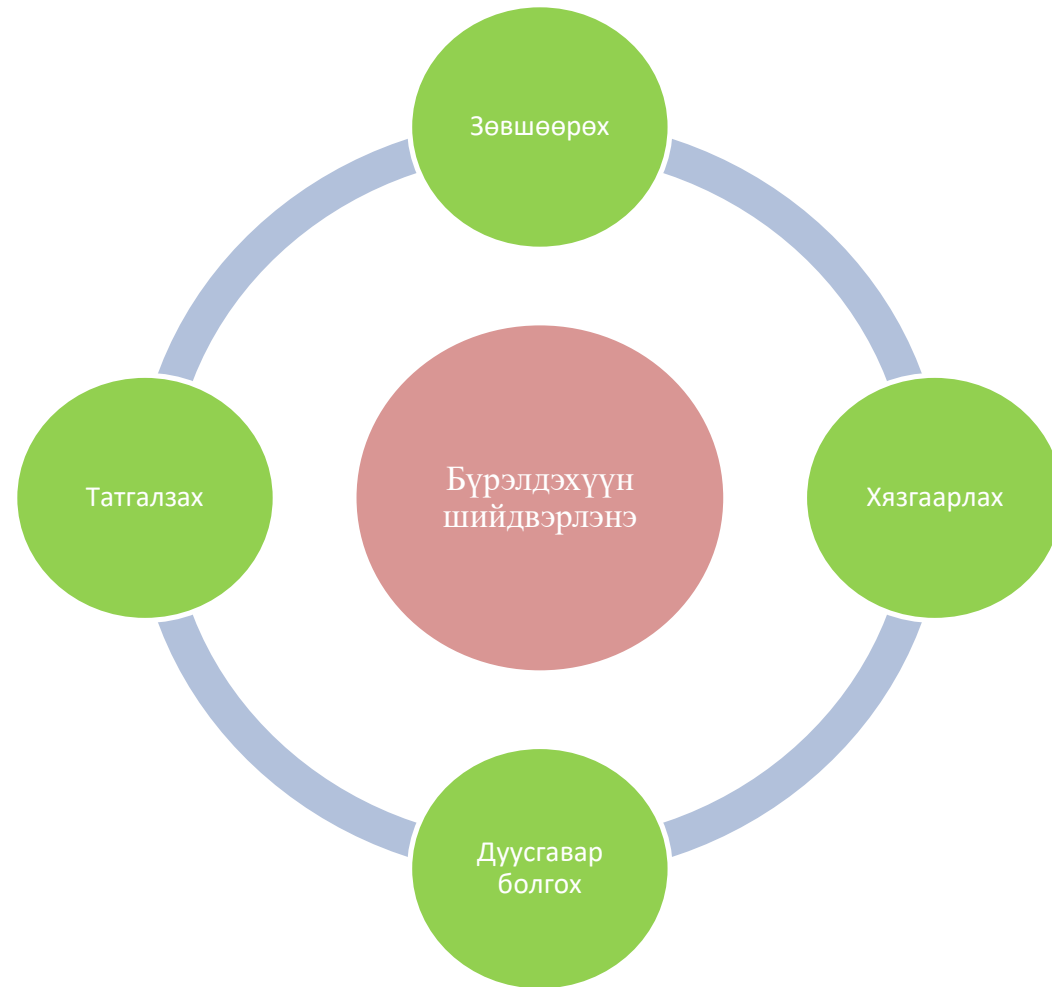 Зөвшөөрөх
Татгалзах
Бүрэлдэхүүн
шийдвэрлэнэ
Хязгаарлах
Дуусгавар
болгох